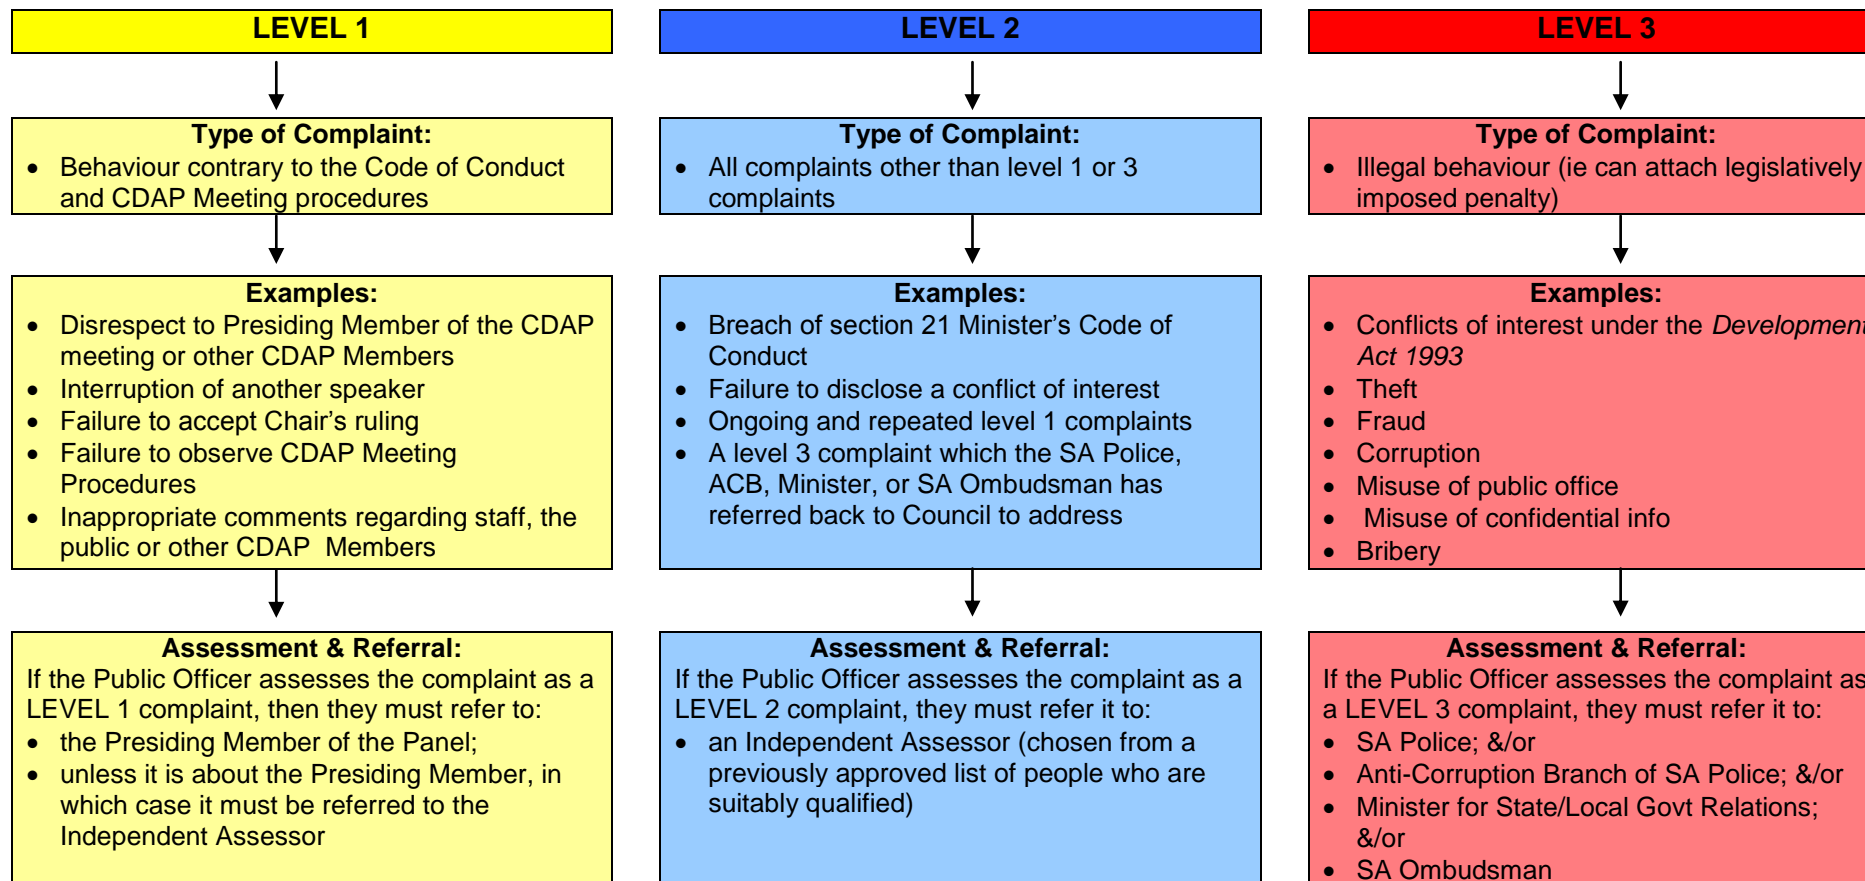 LEVEL 1
Type of Complaint:
• Behaviour contrary to the Code of Conduct
and CDAP Meeting procedures
Examples:
• Disrespect to Presiding Member of the CDAP
meeting or other CDAP Members
• Interruption of another speaker
• Failure to accept Chair's ruling
• Failure to observe CDAP Meeting
Procedures
• Inappropriate comments regarding staff, the
public or other CDAP Members
Assessment & Referral:
If the Public Officer assesses the complaint as a
LEVEL 1 complaint, then they must refer to:
• the Presiding Member of the Panel;
• unless it is about the Presiding Member, in
which case it must be referred to the
Independent Assessor
LEVEL 2
Type of Complaint:
• All complaints other than level 1 or 3
complaints
Examples:
• Breach of section 21 Minister's Code of
Conduct
• Failure to disclose a conflict of interest
• Ongoing and repeated level 1 complaints
• A level 3 complaint which the SA Police,
ACB, Minister, or SA Ombudsman has
referred back to Council to address
Assessment & Referral:
If the Public Officer assesses the complaint as a
LEVEL 2 complaint, they must refer it to:
• an Independent Assessor (chosen from a
previously approved list of people who are
suitably qualified)
LEVEL 3
Type of Complaint:
• Illegal behaviour (ie can attach legislatively
imposed penalty)
Examples:
• Conflicts of interest under the Development
Act 1993
• Theft
• Fraud
• Corruption
• Misuse of public office
• Misuse of confidential info
• Bribery
Assessment & Referral:
If the Public Officer assesses the complaint as
a LEVEL 3 complaint, they must refer it to:
• SA Police; &/or
• Anti-Corruption Branch of SA Police; &/or
• Minister for State/Local Govt Relations;
&/or
• SA Ombudsman